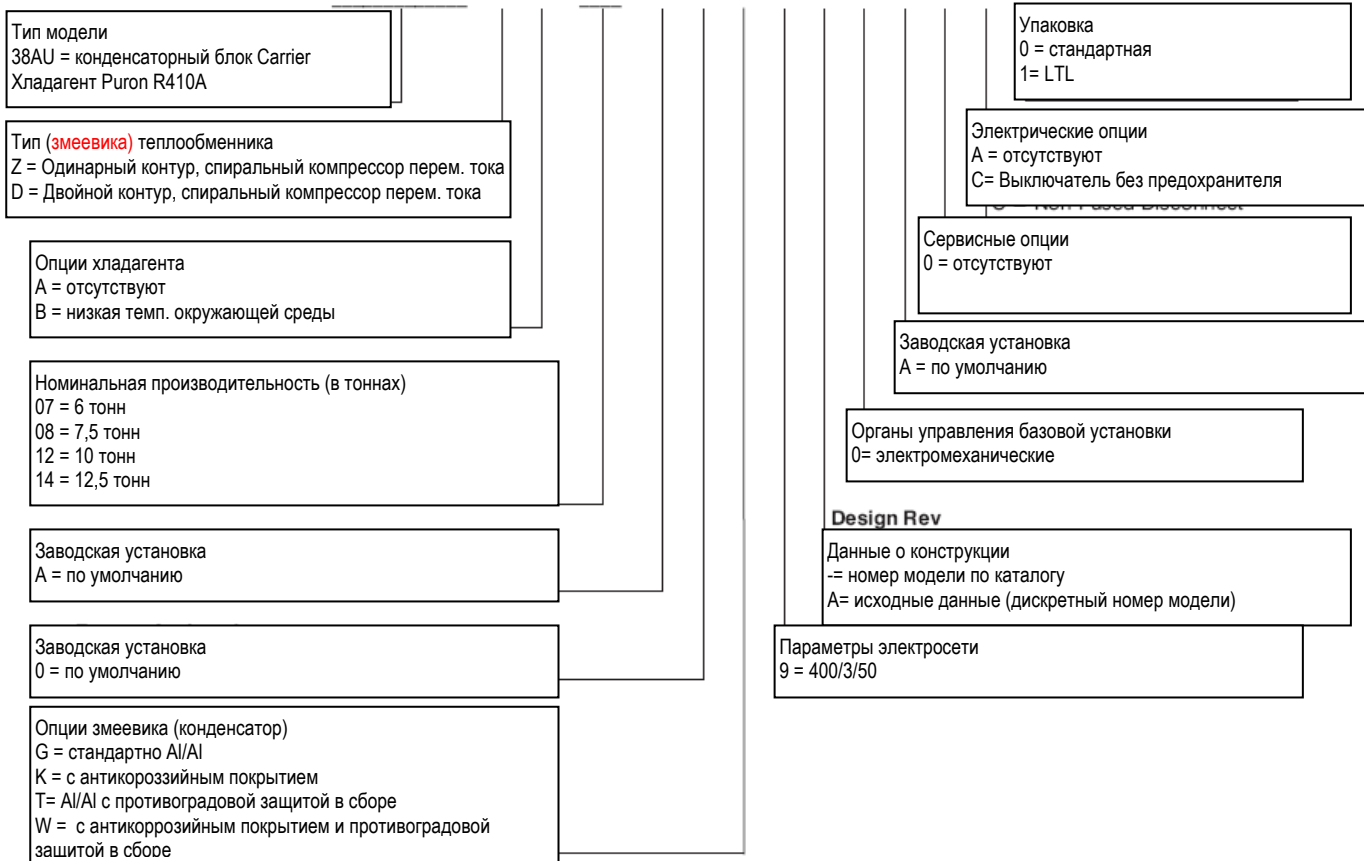 Тип модели
38AU = конденсаторный блок Carrier
Хладагент Puron R410A
Тип (змеевика) теплообменника
Z = Одинарный контур, спиральный компрессор перем. тока
D = Двойной контур, спиральный компрессор перем. тока
Опции хладагента
A = отсутствуют
B = низкая темп. окружающей среды
Номинальная производительность (в тоннах)
07 = 6 тонн
08 = 7,5 тонн
12 = 10 тонн
14 = 12,5 тонн
Заводская установка
A = по умолчанию
Заводская установка
0 = по умолчанию
Опции змеевика (конденсатор)
G = стандартно Al/Al
K = с антикороззийным покрытием
T= Al/Al с противоградовой защитой в сборе
W =  с антикоррозийным покрытием и противоградовой
защитой в сборе
Упаковка
0 = стандартная
1= LTL
Электрические опции
A = отсутствуют
C= Выключатель без предохранителя
Сервисные опции
0 = отсутствуют
Заводская установка
A = по умолчанию
Органы управления базовой установки
0= электромеханические
Design Rev
Данные о конструкции
-= номер модели по каталогу
A= исходные данные (дискретный номер модели)
Параметры электросети
9 = 400/3/50